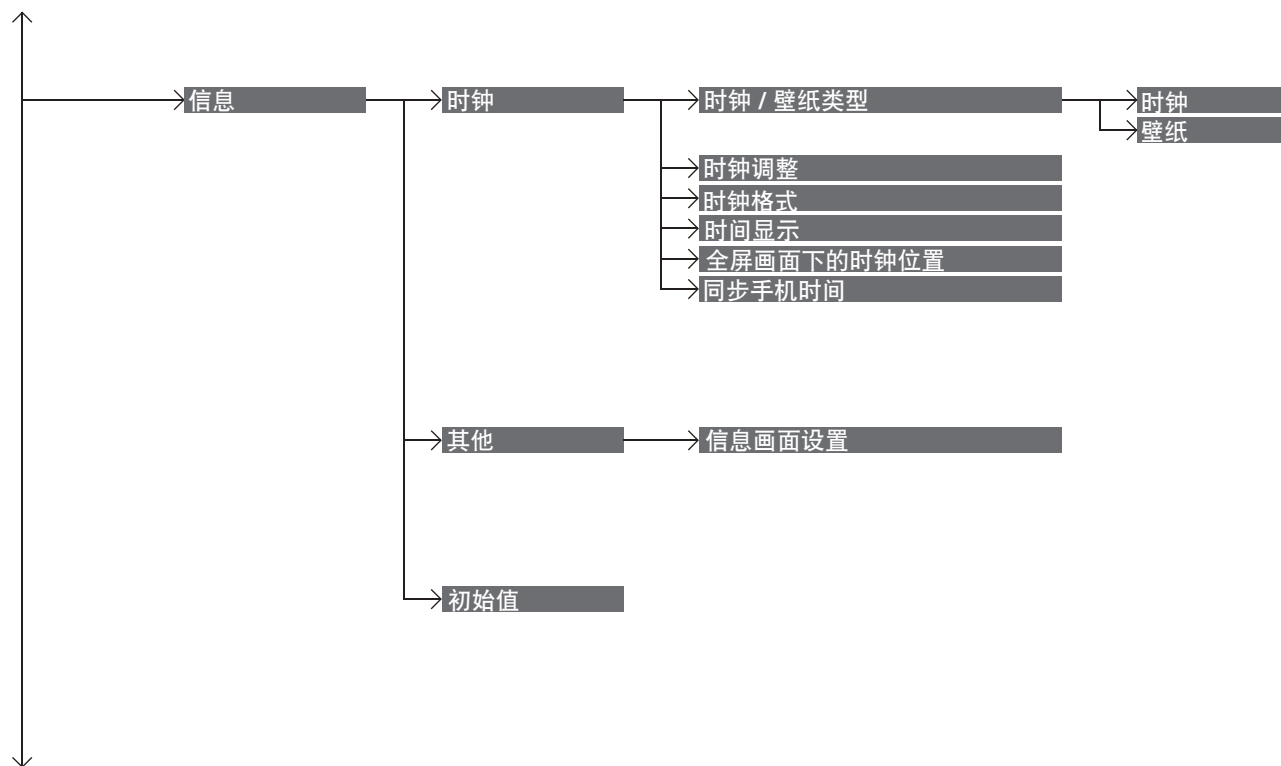 信息
时钟
时钟 / 壁纸类型
时钟
壁纸
时钟调整
时钟格式
时间显示
全屏画面下的时钟位置
同步手机时间
其他
信息画面设置
初始值